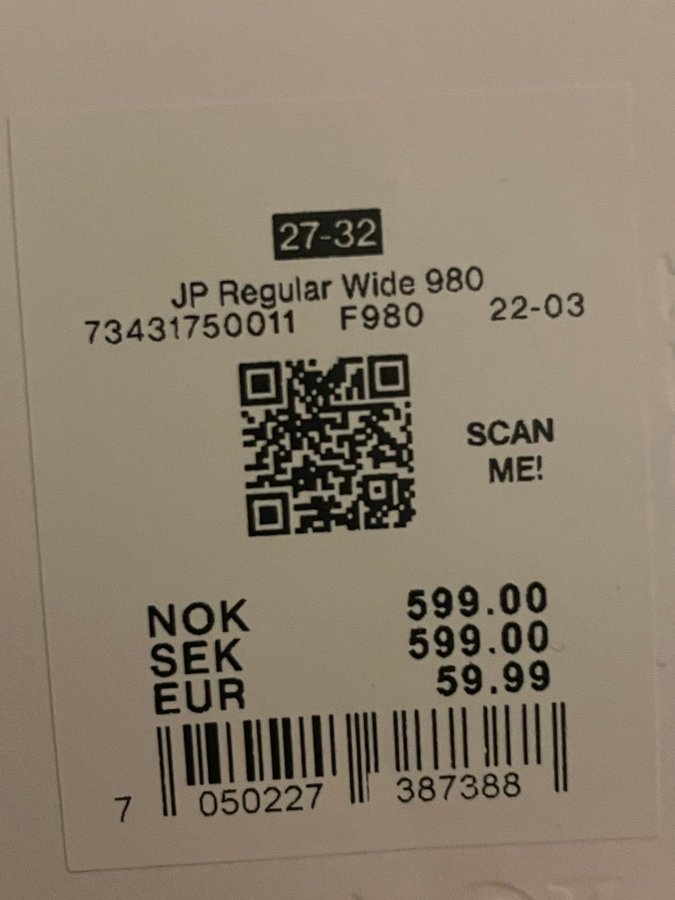 27-32
JP Regular Wide 980
73431750011 F980 22-03
SCAN
ME!
NOK 599.00
SEK 599.00
EUR 59.99
7 050227 387388